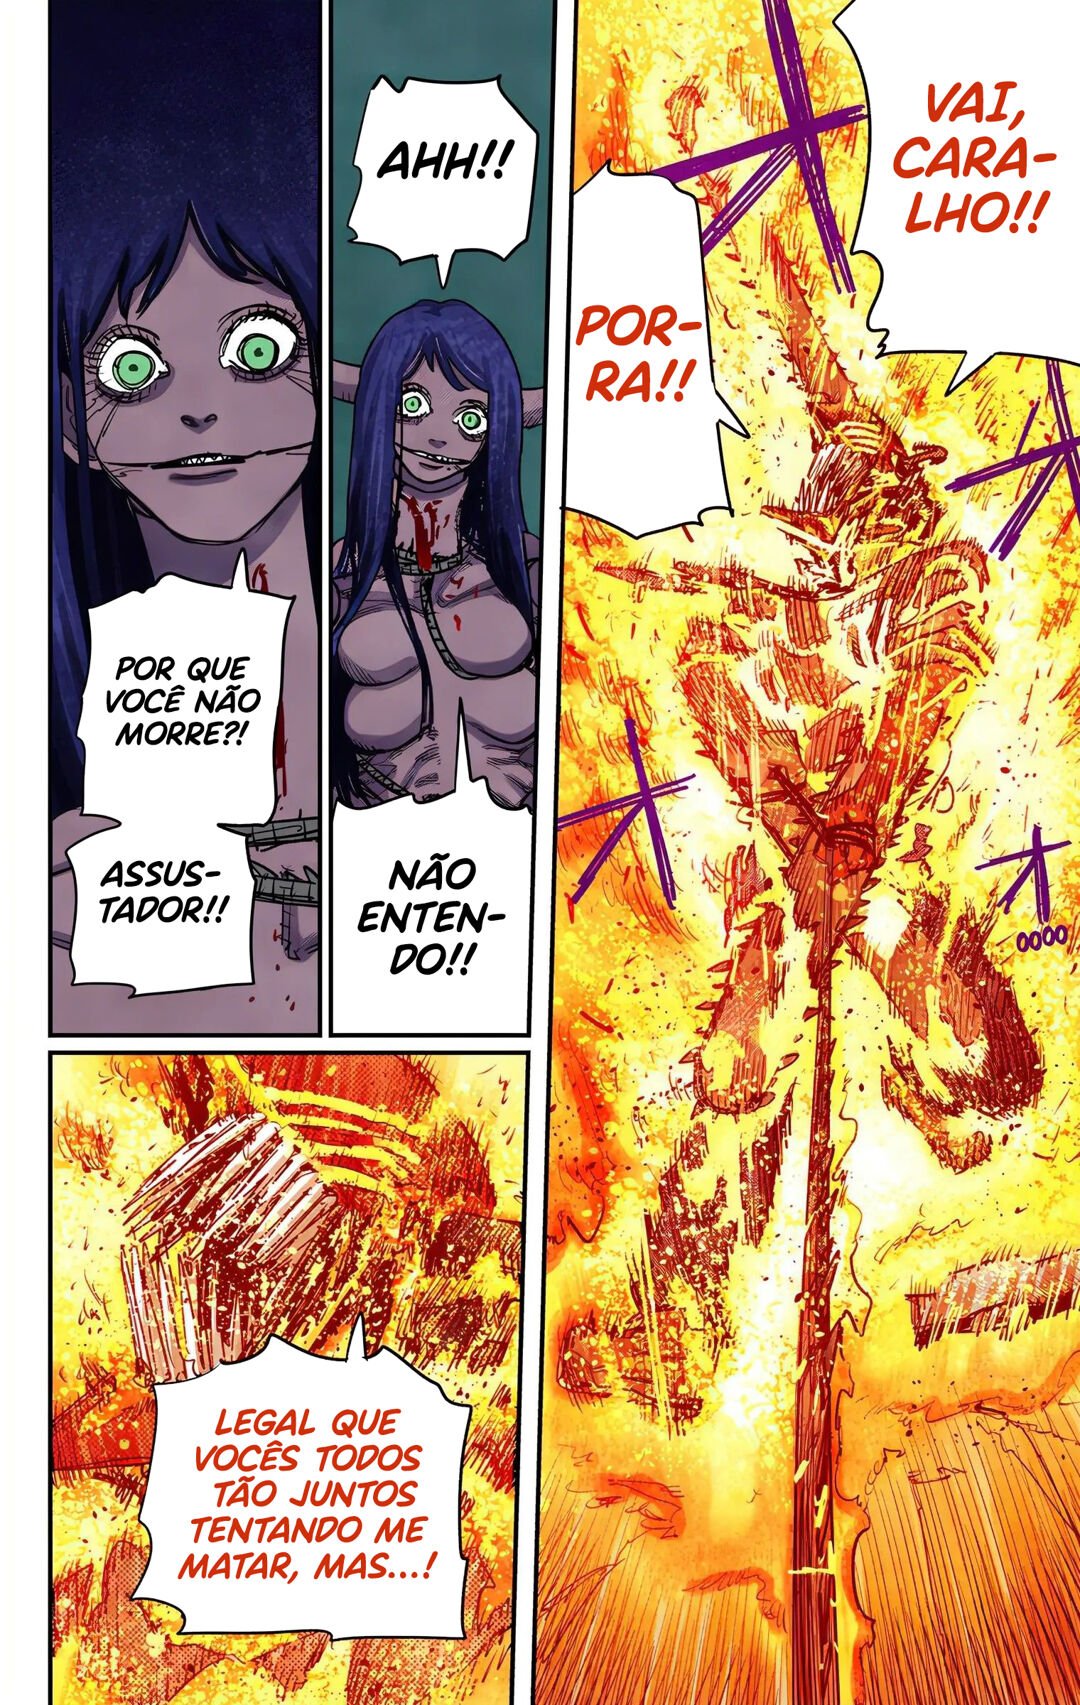 VAI,
CARA-
LHO!!
POR-
RA!!
AHH!!
NÃO
ENTEN-
DO!!
POR QUE
VOCÊ NÃO
MORRE?!
ASSUS-
TADOR!!
LEGAL QUE
VOCÊS TODOS
TÃO JUNTOS
TENTANDO ME
MATAR, MAS...!
OOOO